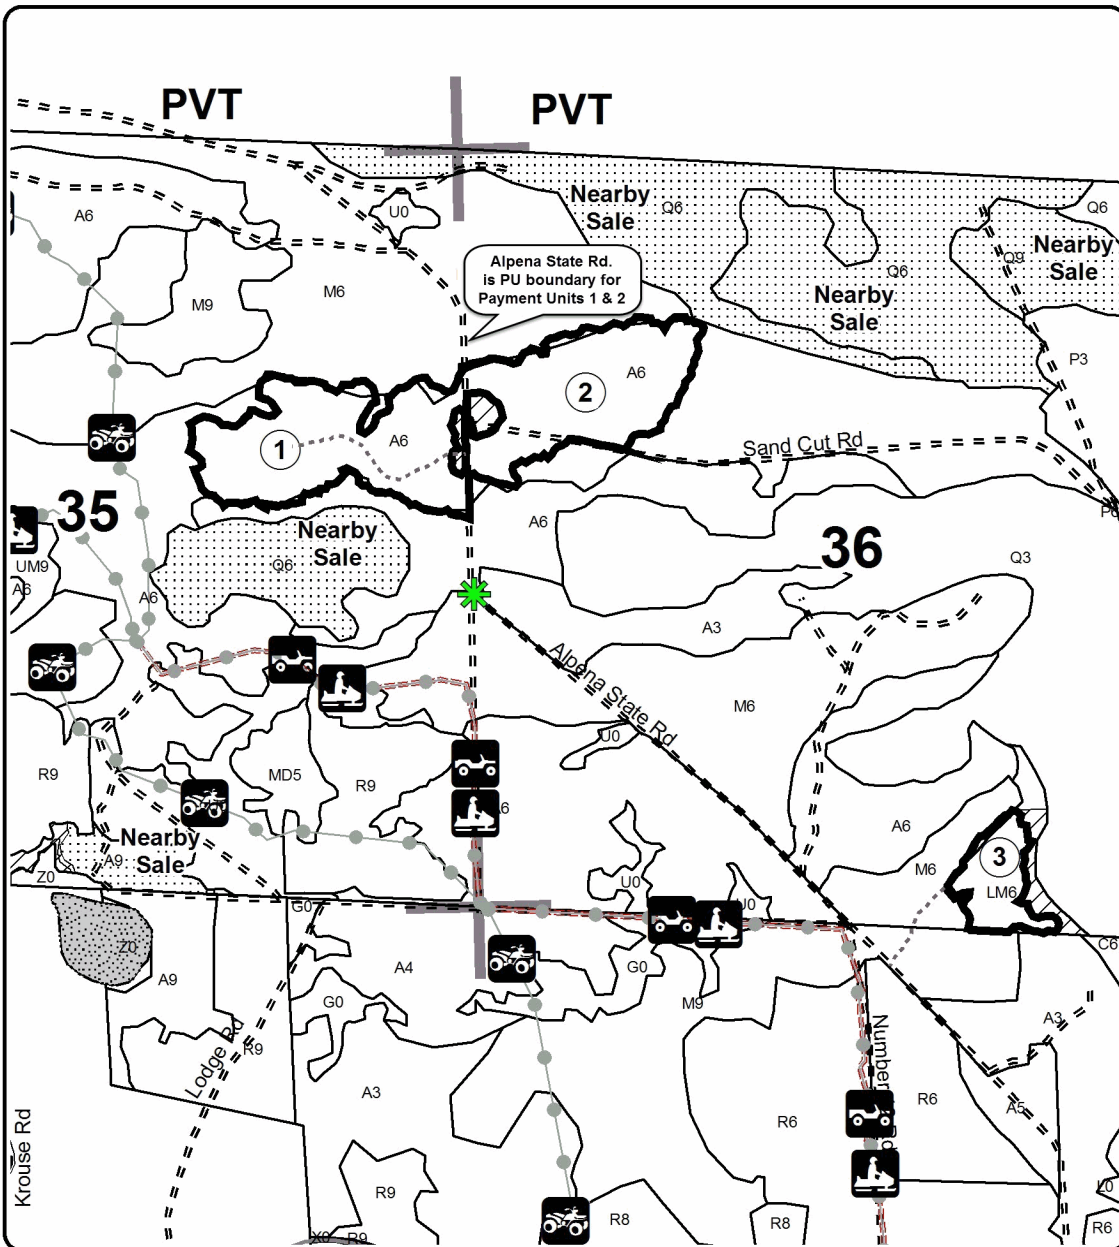 PVT
PVT
Nearby
Sale
Q6
Q6
A6
U0
Nearby
Sale
Q9
Alpena State Rd.
is PU boundary for
Payment Units 1 & 2
Q6
Nearby
Sale
M9
M6
P3
A6
2
1
A6
Sand Cut Rd
35
Nearby
Sale
A6
36
UM9
Q6
Q3
A6
A6
A3
Alpena State Rd
M6
U0
R9
MD5
R9
A6
Nearby
Sale
A9
M6
3
Z0
U0
LM6
G0
U0
Z0
C6
A9
A4
G0
G0
M9
A3
Lodge Rd
R9
A3
R6
R6
A5
Krouse Rd
R9
R8
R8
R6
R9